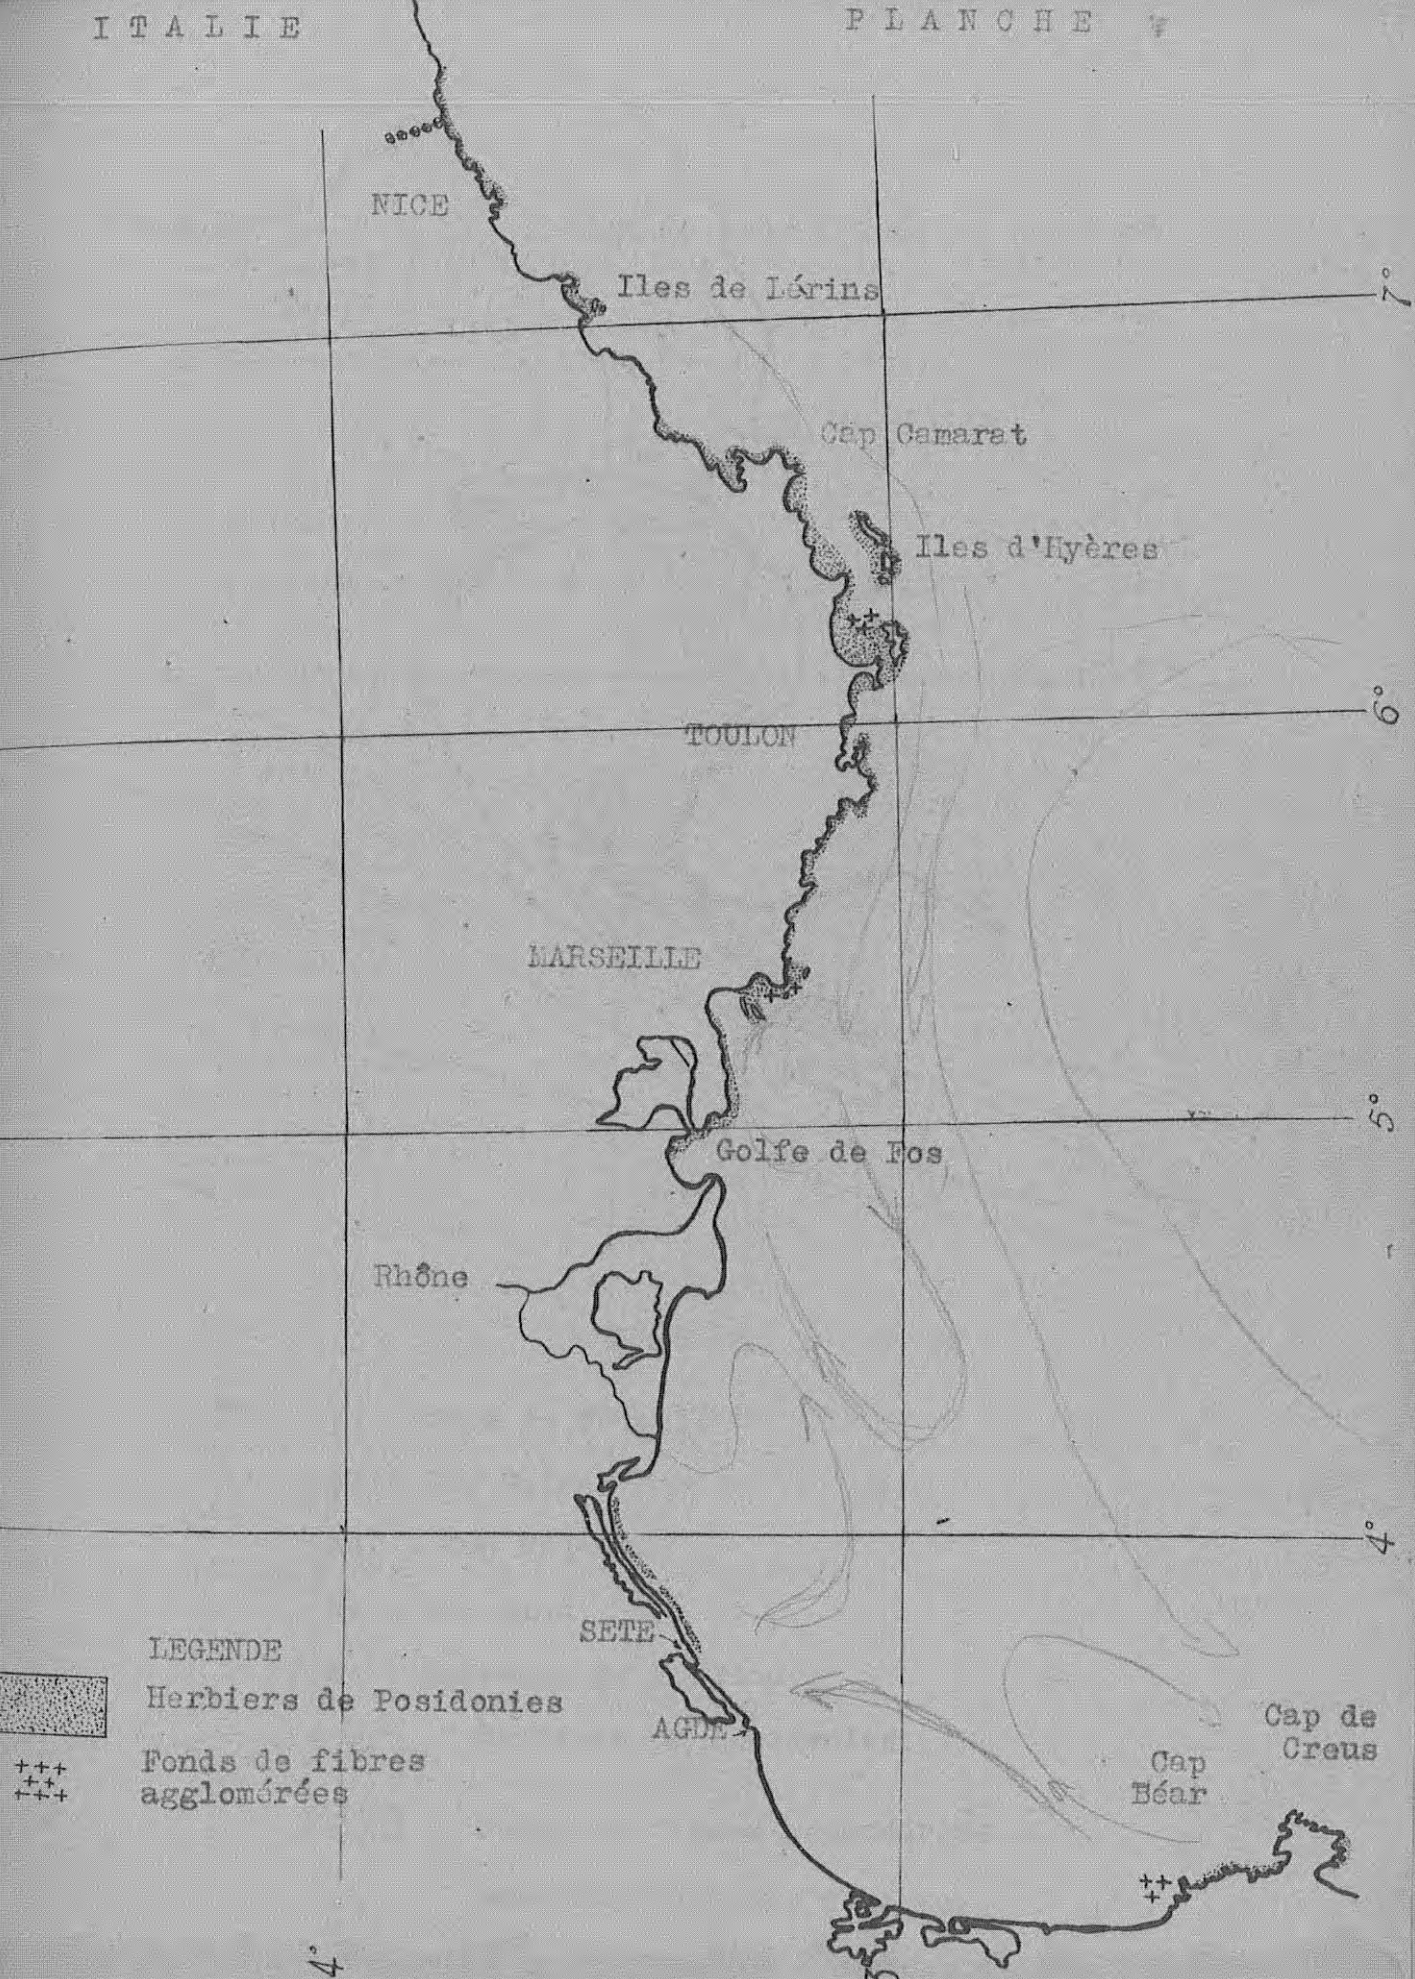 ITALIE
PLANCHE
NICE
Iles de Lérins
7°
Cap Camarat
Iles d'Hyères
6°
TOULON
MARSEILLE
5°
Golfe de Fos
Rhône
4°
SETE
LEGENDE
Herbiers de Posidonies
AGDE
Cap de
Creus
Fonds de fibres
agglomérées
Cap
Béar
4°